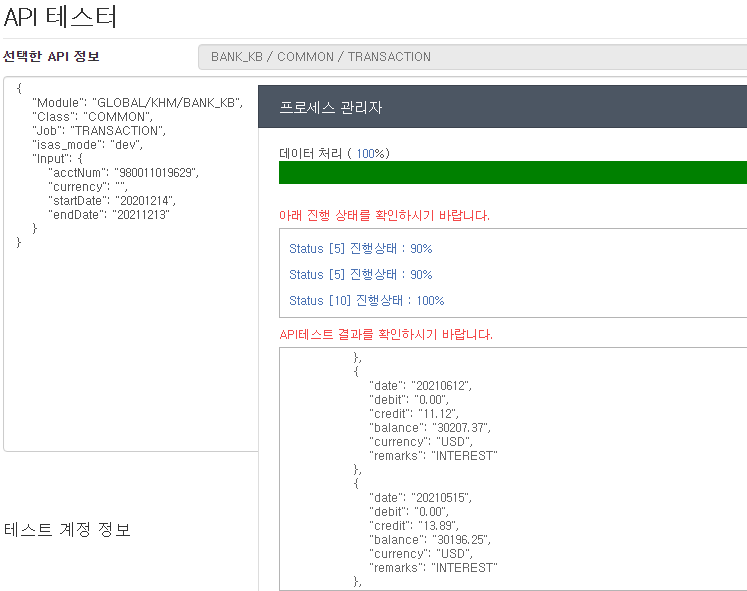 API 테스터
선택한 API 정보
BANK_KB / COMMON / TRANSACTION
{
"Module": "GLOBAL/KHM/BANK_KB",
"Class": "COMMON",
"Job": "TRANSACTION",
"isas_mode": "dev",
"Input": {
"acctNum": "980011019629",
"currency": "",
"startDate": "20201214",
"endDate": "20211213"
}
}
테스트 계정 정보
프로세스 관리자
데이터 처리 ( 100%)
아래 진행 상태를 확인하시기 바랍니다.
Status [5] 진행상태 : 90%
Status [5] 진행상태 : 90%
Status [10] 진행상태 : 100%
API테스트 결과를 확인하시기 바랍니다.
},
{
"date": "20210612",
"debit": "0.00",
"credit": "11.12",
"balance": "30207.37",
"currency": "USD",
"remarks": "INTEREST"
},
{
"date": "20210515",
"debit": "0.00",
"credit": "13.89",
"balance": "30196.25",
"currency": "USD",
"remarks": "INTEREST"
},